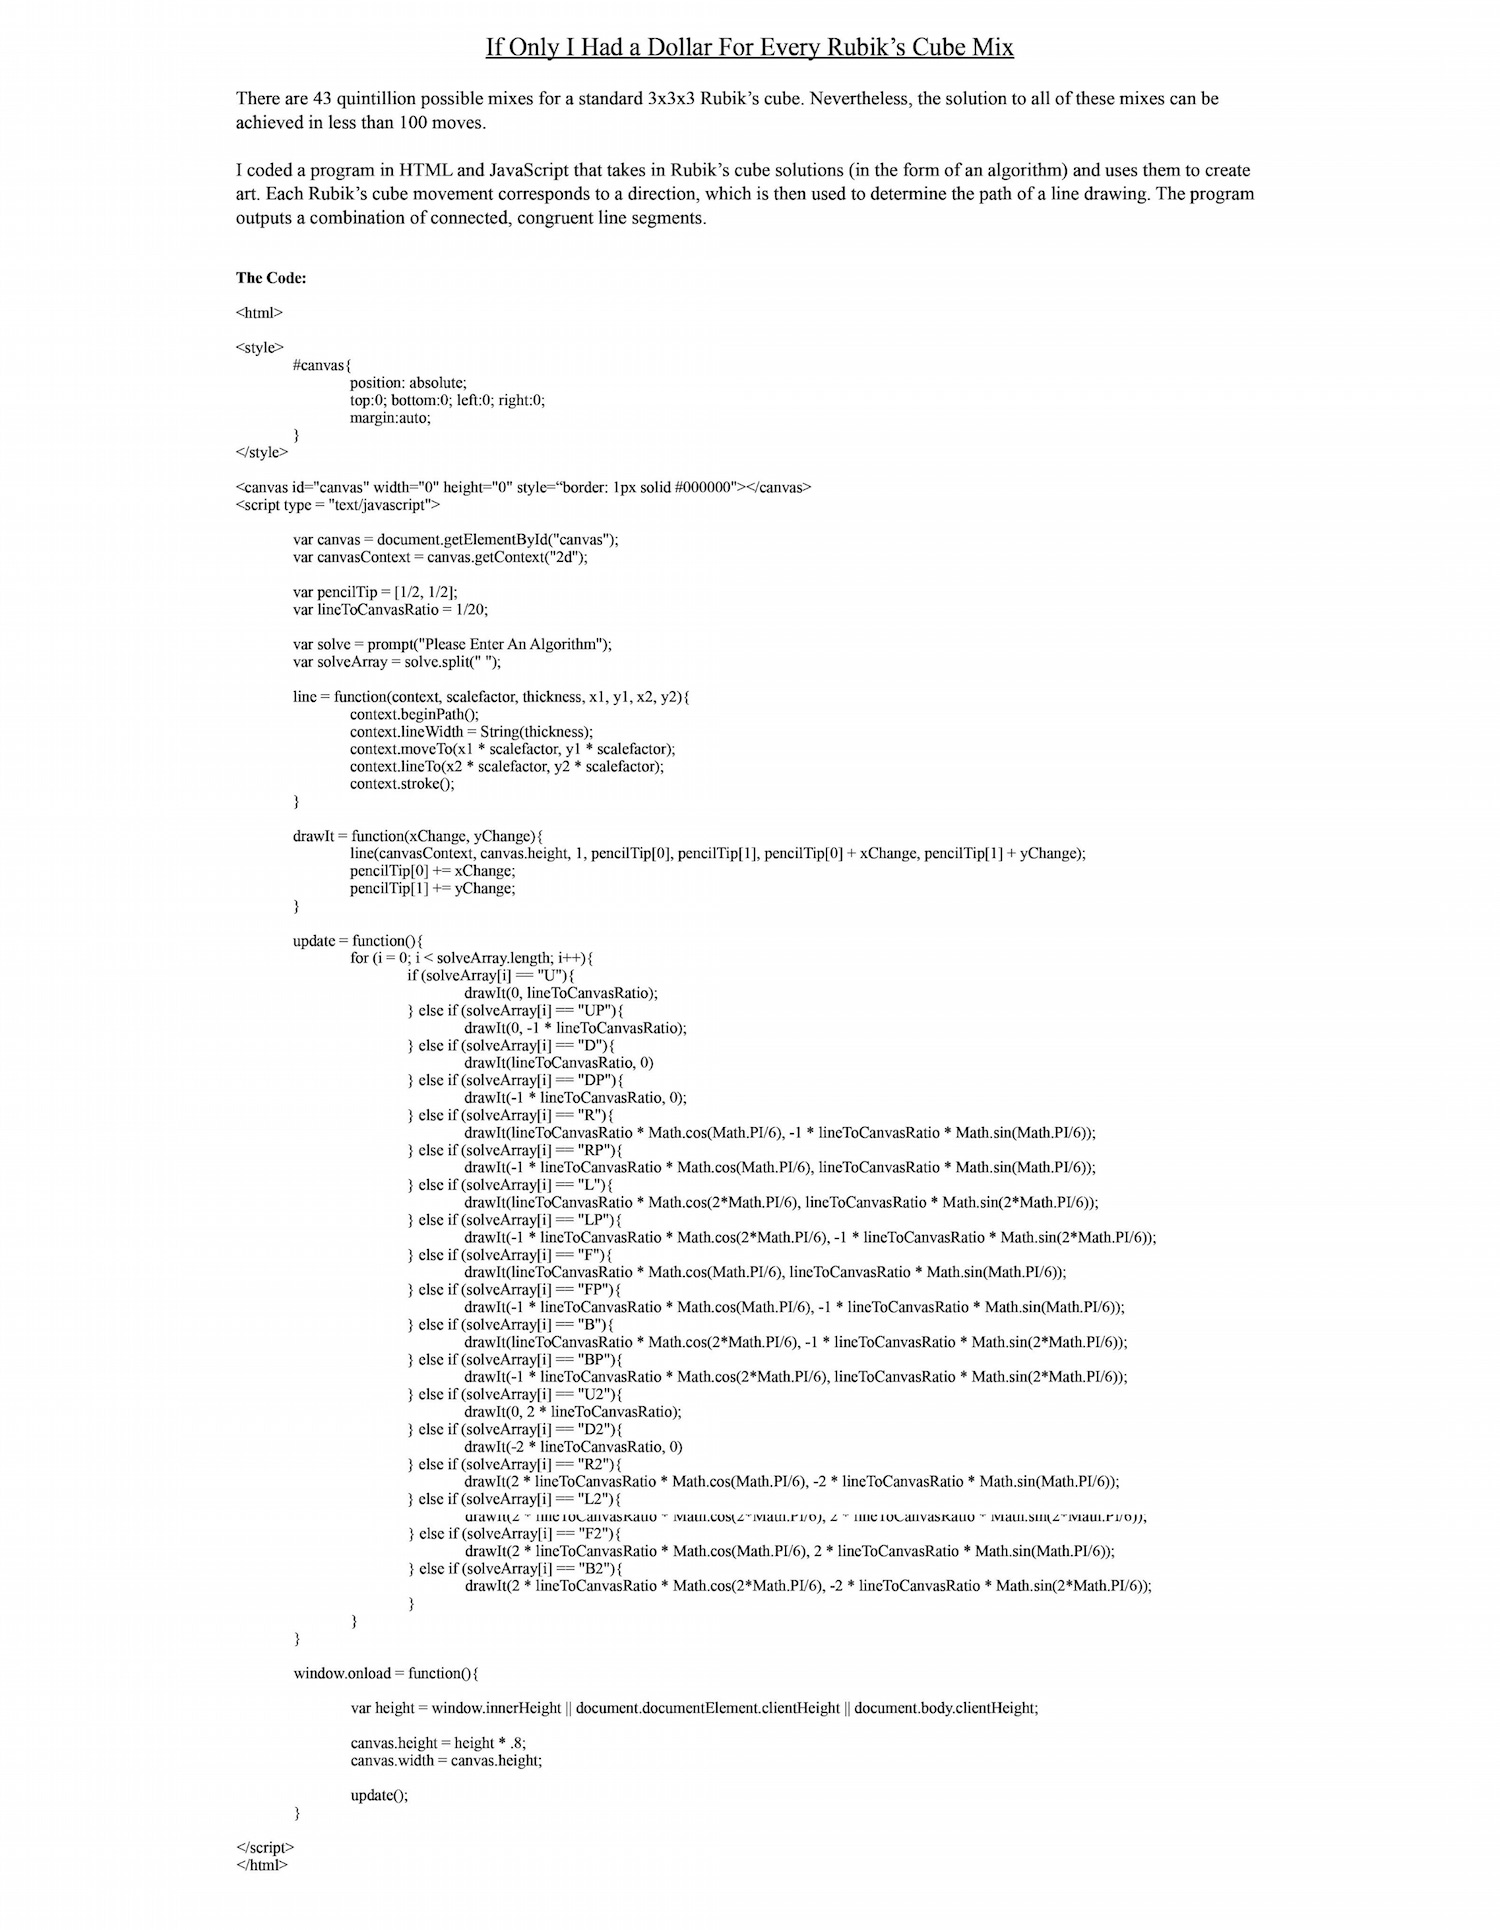 If Only I Had a Dollar For Every Rubik's Cube Mix
There are 43 quintillion possible mixes for a standard 3x3x3 Rubik's cube. Nevertheless, the solution to all of these mixes can be
achieved in less than 100 moves.
I coded a program in HTML and JavaScript that takes in Rubik's cube solutions (in the form of an algorithm) and uses them to create
art. Each Rubik's cube movement corresponds to a direction, which is then used to determine the path of a line drawing. The program
outputs a combination of connected, congruent line segments.
The Code:
<html>
<style>
#canvas{
position: absolute;
top:0; bottom:0; left:0; right:0;
margin:auto;
}
</style>
<canvas id="canvas" width="0" height="0" style=“border: 1px solid #000000"></canvas>
<script type = "text/javascript">
var canvas = document.getElementById("canvas");
var canvasContext = canvas.getContext("2d");
var pencilTip = [1/2, 1/2];
var lineToCanvasRatio = 1/20;
var solve = prompt("Please Enter An Algorithm");
var solveArray = solve.split(" ");
line = function(context, scalefactor, thickness, x1, y1, x2, y2){
context.beginPath();
context.lineWidth = String(thickness);
context.moveTo(x1 * scalefactor, y1 * scalefactor);
context.lineTo(x2 * scalefactor, y2 * scalefactor);
context.stroke();
}
drawIt = function(xChange, yChange){
line(canvasContext, canvas.height, 1, pencilTip[0], pencilTip[1], pencilTip[0] + xChange, pencilTip[1] + yChange);
pencilTip[0] += xChange;
pencilTip[1] += yChange;
}
update = function(){
for (i = 0; i < solveArray.length; i++){
if (solveArray[i] == "U"){
drawIt(0, lineToCanvasRatio);
} else if (solveArray[i] == "UP"){
drawIt(0, -1 * lineToCanvasRatio);
} else if (solveArray[i] == "D"){
drawIt(lineToCanvasRatio, 0)
} else if (solveArray[i] == "DP"){
drawIt(-1 * lineToCanvasRatio, 0);
} else if (solveArray[i] == "R"){
drawIt(lineToCanvasRatio * Math.cos(Math.PI/6), -1 * lineToCanvasRatio * Math.sin(Math.PI/6));
} else if (solveArray[i] == "RP"){
drawIt(-1 * lineToCanvasRatio * Math.cos(Math.PI/6), lineToCanvasRatio * Math.sin(Math.PI/6));
} else if (solveArray[i] == "L"){
drawIt(lineToCanvasRatio * Math.cos(2*Math.PI/6), lineToCanvasRatio * Math.sin(2*Math.PI/6));
} else if (solveArray[i] == "LP"){
drawIt(-1 * lineToCanvasRatio * Math.cos(2*Math.PI/6), -1 * lineToCanvasRatio * Math.sin(2*Math.PI/6));
} else if (solveArray[i] == "F"){
drawIt(lineToCanvasRatio * Math.cos(Math.PI/6), lineToCanvasRatio * Math.sin(Math.PI/6));
} else if (solveArray[i] == "FP"){
drawIt(-1 * lineToCanvasRatio * Math.cos(Math.PI/6), -1 * lineToCanvasRatio * Math.sin(Math.PI/6));
} else if (solveArray[i] == "B"){
drawIt(lineToCanvasRatio * Math.cos(2*Math.PI/6), -1 * lineToCanvasRatio * Math.sin(2*Math.PI/6));
} else if (solveArray[i] == "BP"){
drawIt(-1 * lineToCanvasRatio * Math.cos(2*Math.PI/6), lineToCanvasRatio * Math.sin(2*Math.PI/6));
} else if (solveArray[i] == "U2"){
drawIt(0, 2 * lineToCanvasRatio);
} else if (solveArray[i] == "D2"){
drawIt(-2 * lineToCanvasRatio, 0)
} else if (solveArray[i] == "R2"){
drawIt(2 * lineToCanvasRatio * Math.cos(Math.PI/6), -2 * lineToCanvasRatio * Math.sin(Math.PI/6));
} else if (solveArray[i] == "L2"){
drawIt(2 * lineToCanvasRatio * Math.cos(2*Math.PI/6), 2 * lineToCanvasRatio * Math.sin(2*Math.PI/6));
} else if (solveArray[i] == "F2"){
drawIt(2 * lineToCanvasRatio * Math.cos(Math.PI/6), 2 * lineToCanvasRatio * Math.sin(Math.PI/6));
} else if (solveArray[i] == "B2"){
drawIt(2 * lineToCanvasRatio * Math.cos(2*Math.PI/6), -2 * lineToCanvasRatio * Math.sin(2*Math.PI/6));
}
}
}
window.onload = function(){
var height = window.innerHeight || document.documentElement.clientHeight || document.body.clientHeight;
canvas.height = height * .8;
canvas.width = canvas.height;
update();
}
</script>
</html>